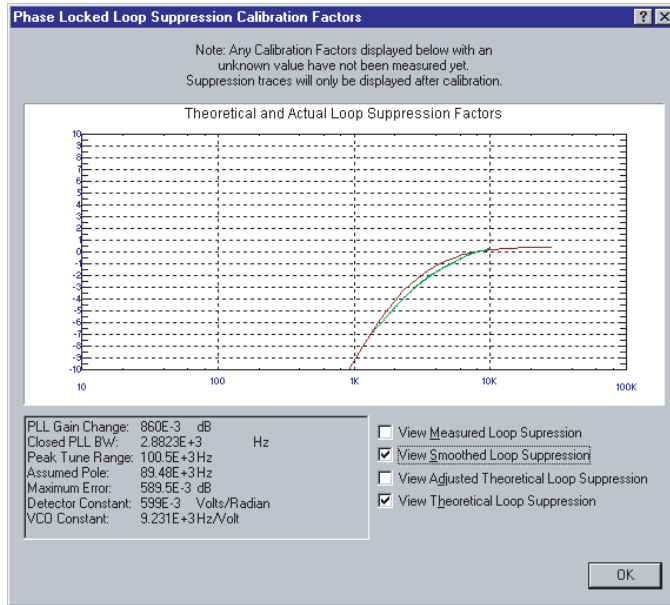 Phase Locked Loop Suppression Calibration Factors
Note: Any Calibration Factors displayed below with an
unknown value have not been measured yet.
Suppression traces will only be displayed after calibration.
Theoretical and Actual Loop Suppression Factors
10
9
8
7
6
5
4
3
2
1
0
-1
-2
-3
-4
-5
-6
-7
-8
-9
-10
10
100
1K
10K
100K
PLL Gain Change: 860E-3 dB
Closed PLL BW: 2.8823E+3 Hz
Peak Tune Range: 100.5E+3 Hz
Assumed Pole: 89.48E+3 Hz
Maximum Error: 589.5E-3 dB
Detector Constant: 599E-3 Volts/Radian
VCO Constant: 9.231E+3 Hz/Volt
View Measured Loop Supression
View Smoothed Loop Suppression
View Adjusted Theoretical Loop Suppression
View Theoretical Loop Suppression
OK